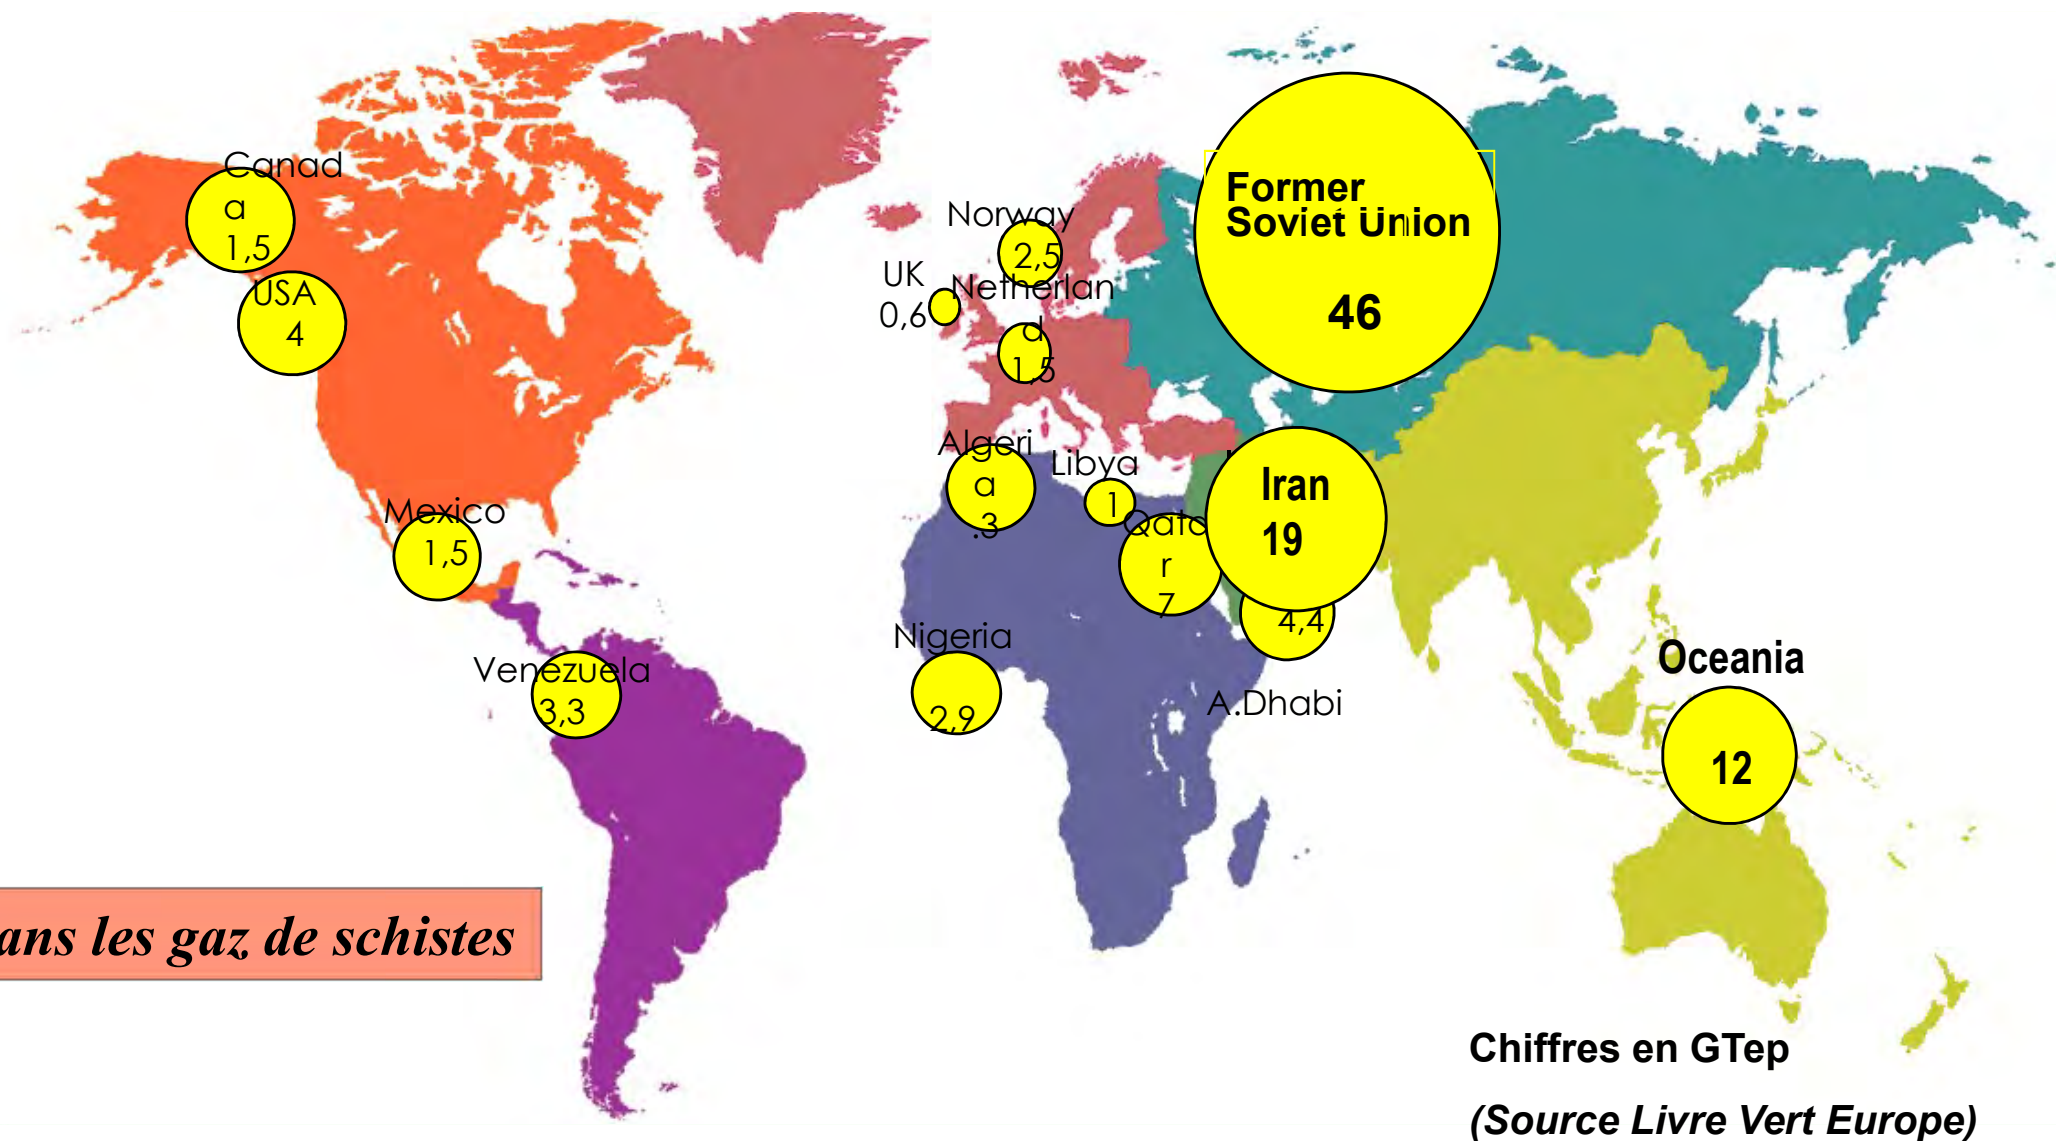 Canad
a
1,5
USA
4
Mexico
1,5
Venezuela
3,3
Norway
2,5
UK
0,6
Netherlan
d
1,5
Former
Soviet Union
46
Algeri
a
.3
Libya
1
Qata
r
7
Iran
19
4,4
A.Dhabi
Nigeria
2,9
Oceania
12
ans les gaz de schistes
Chiffres en GTep
(Source Livre Vert Europe)